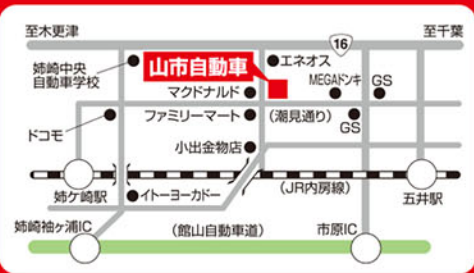 至木更津
至千葉
16
姉崎中央
自動車学校
エネオス
山市自動車
マクドナルド
MEGAドンキ
GS
ドコモ
ファミリーマート
(潮見通り)
GS
小出金物店
姉ケ崎駅
イトーヨーカドー
(JR内房線)
五井駅
姉崎袖ヶ浦IC
(館山自動車道)
市原IC